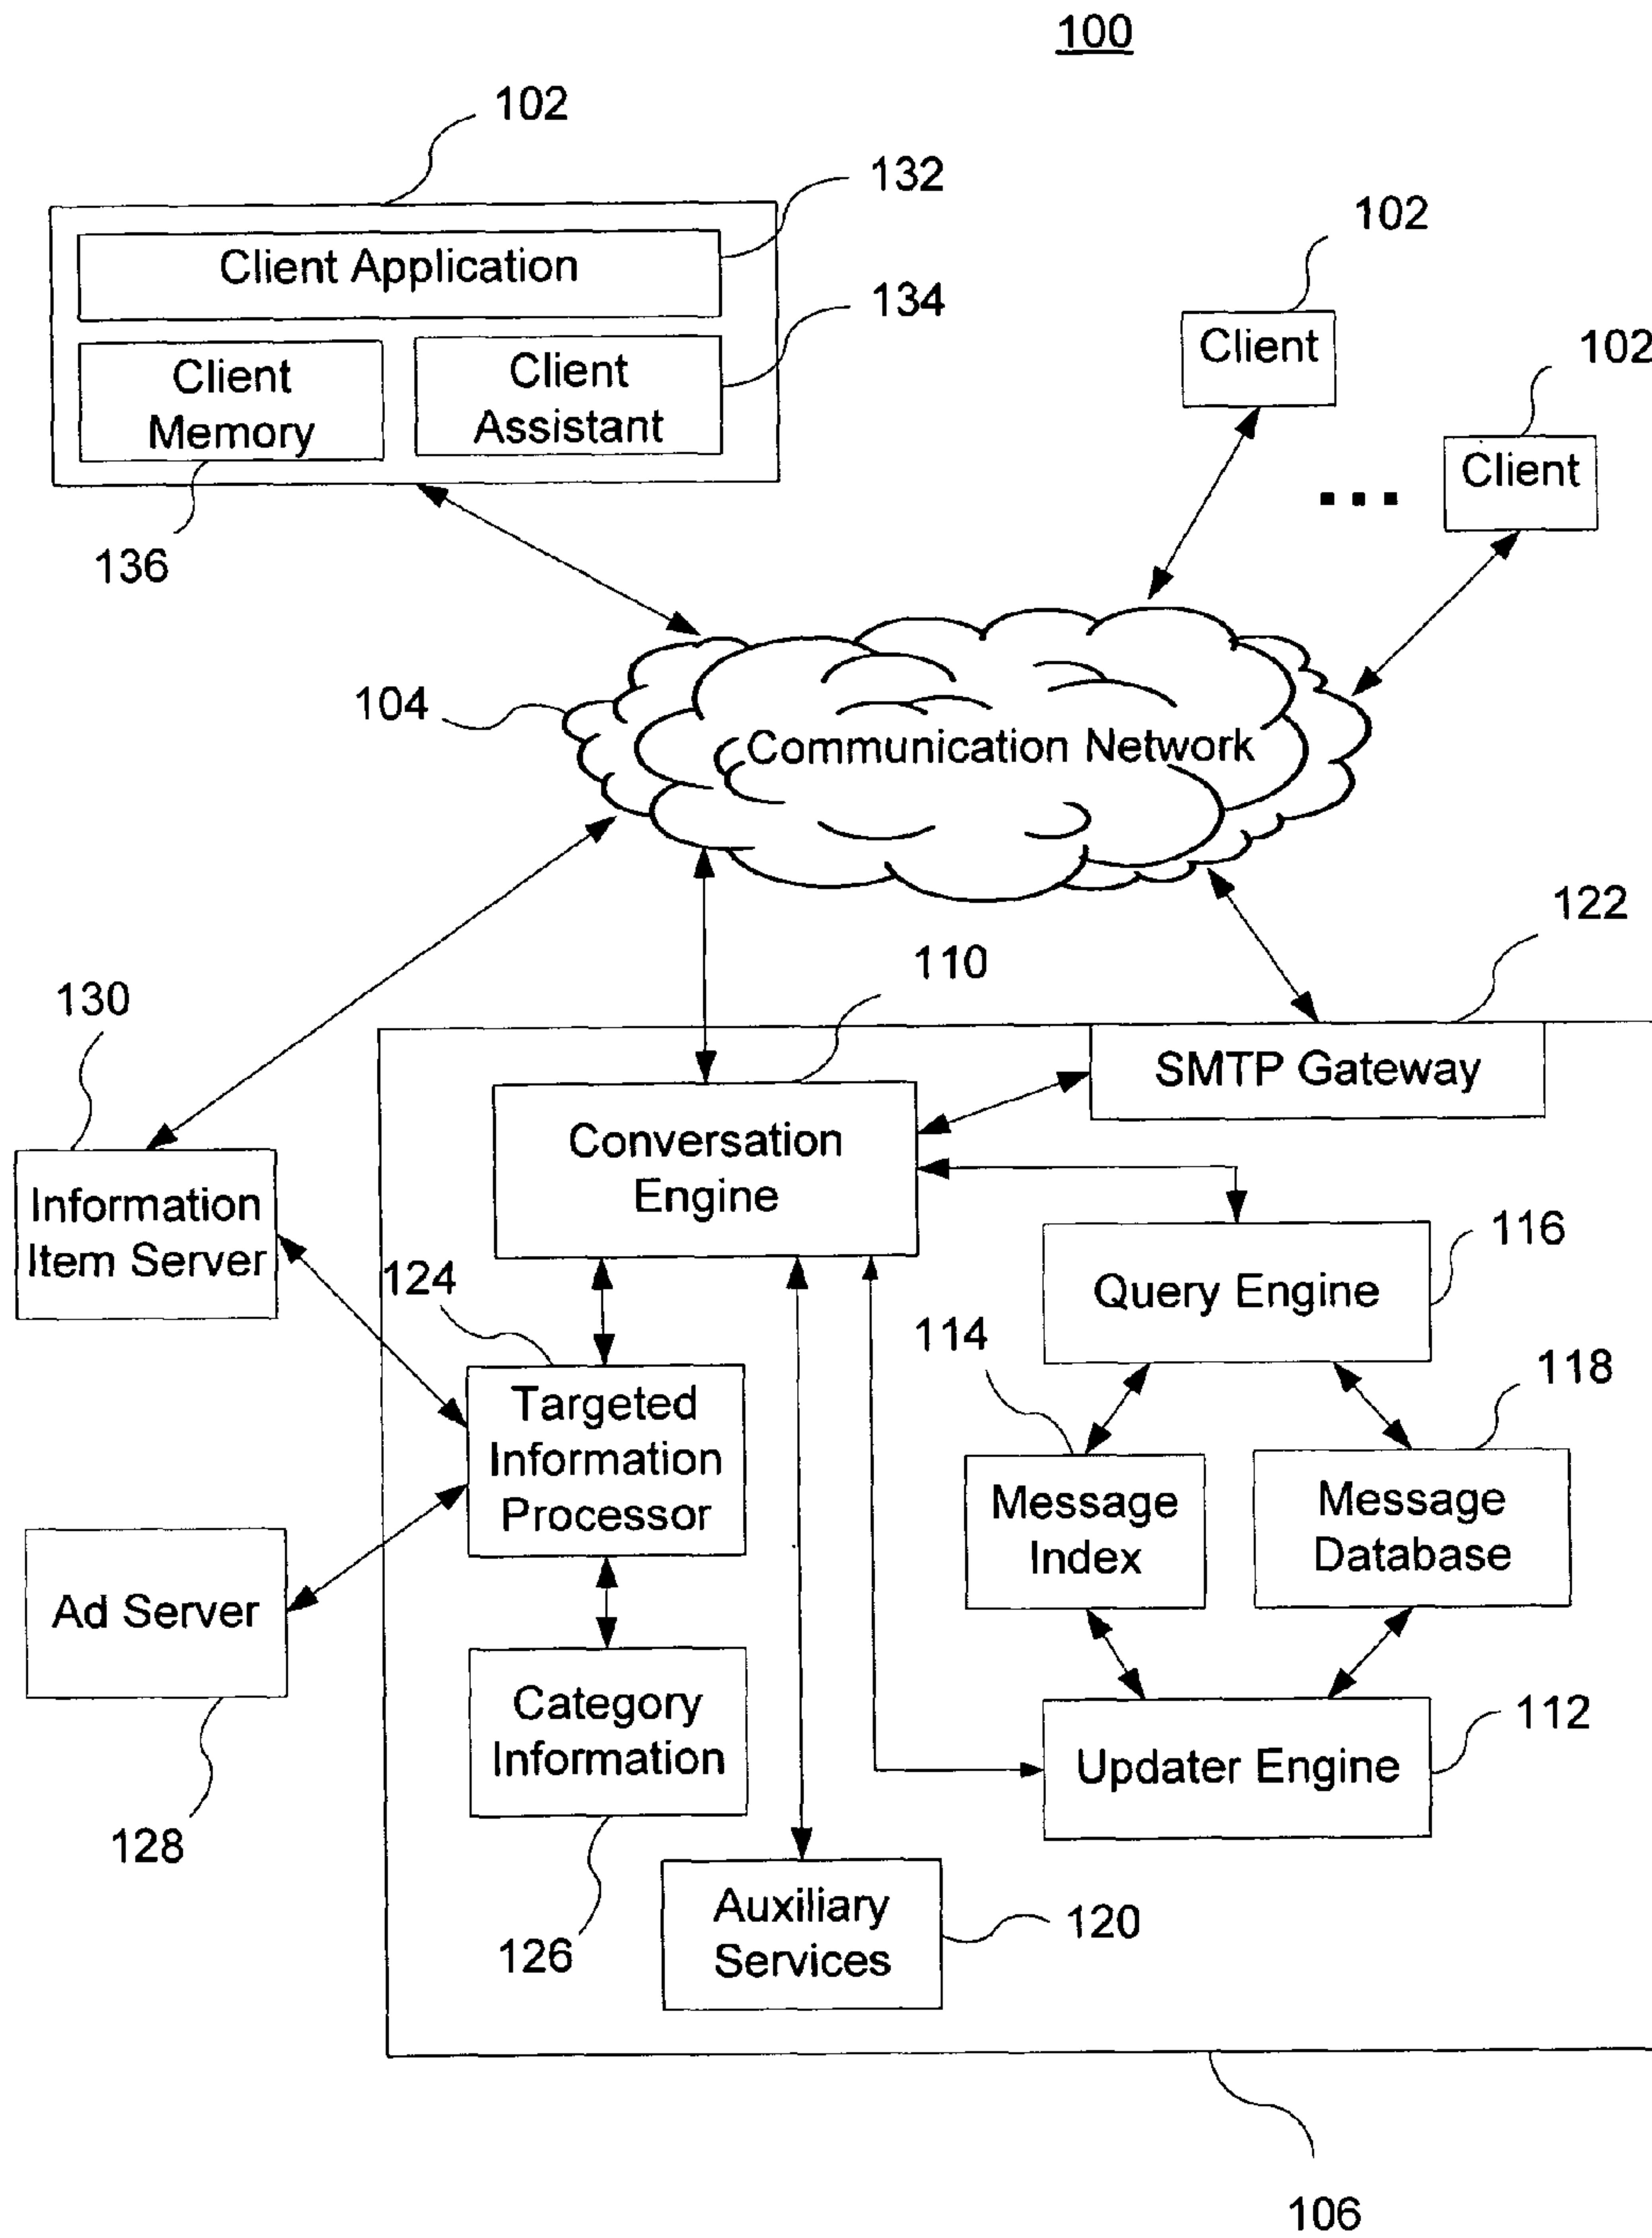 100
102
132
Client Application
134
Client
Memory
Client
Assistant
136
102
Client
102
Client
...
104
Communication Network
122
110
130
SMTP Gateway
Conversation
Engine
Information
Item Server
116
124
Query Engine
114
118
Targeted
Information
Processor
Message
Index
Message
Database
Ad Server
Category
Information
112
Updater Engine
128
Auxiliary
Services
120
126
106